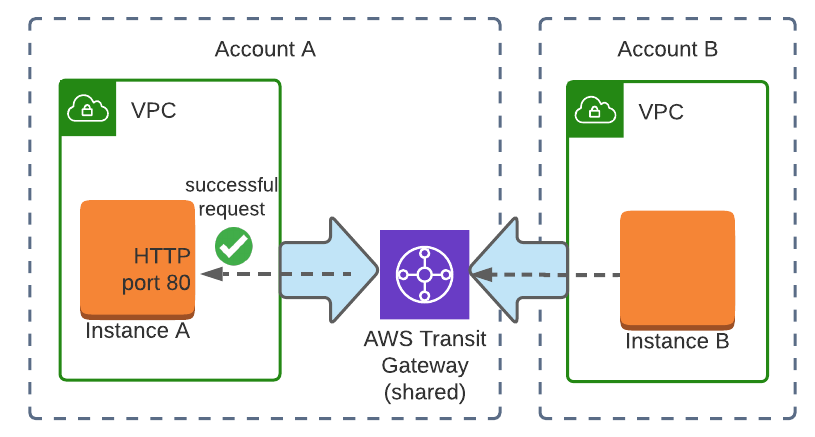 Account A
Account B
VPC
VPC
successful
request
HTTP
port 80
Instance A
AWS Transit
Gateway
(shared)
Instance B